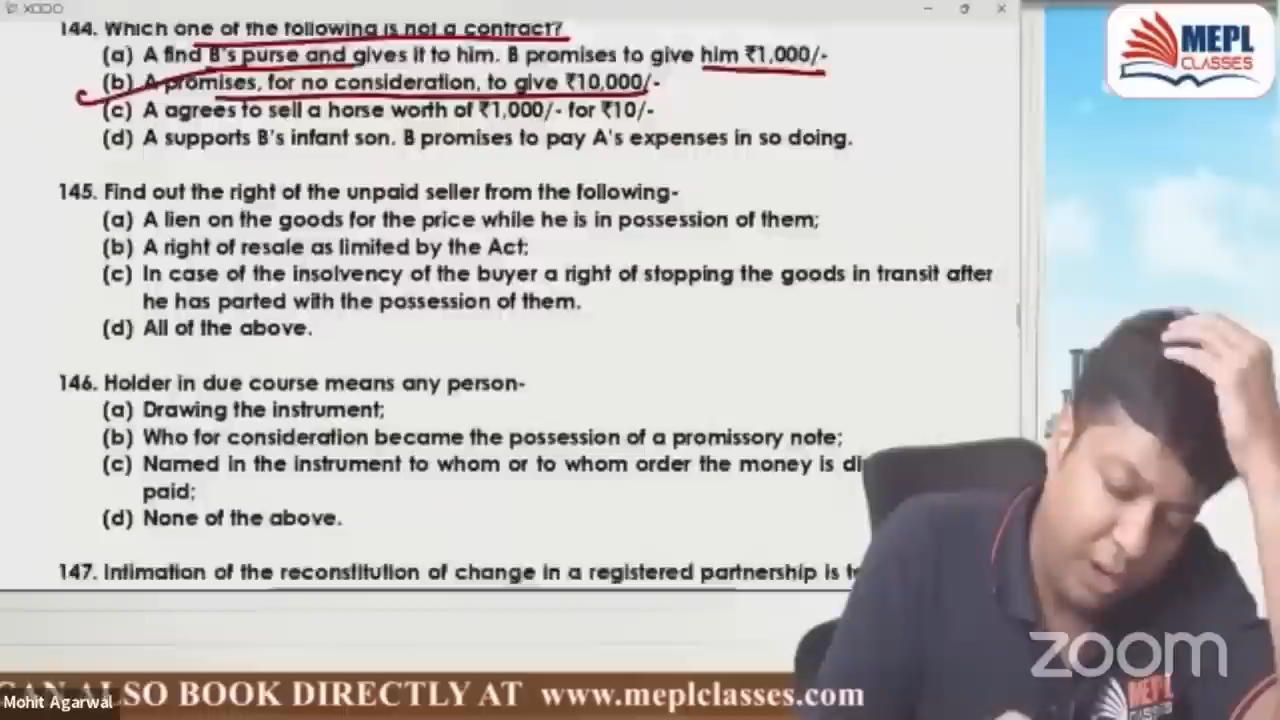 XODO
144. Which one of the following is not a contract?
(a) A find B's purse and gives it to him. B promises to give him ₹1,000/-
(b) A promises, for no consideration, to give ₹10,000/-
(c) A agrees to sell a horse worth of ₹1,000/- for ₹10/-
(d) A supports B's infant son. B promises to pay A's expenses in so doing.
145. Find out the right of the unpaid seller from the following-
(a) A lien on the goods for the price while he is in possession of them;
(b) A right of resale as limited by the Act;
(c) In case of the insolvency of the buyer a right of stopping the goods in transit after
he has parted with the possession of them.
(d) All of the above.
146. Holder in due course means any person-
(a) Drawing the instrument;
(b) Who for consideration became the possession of a promissory note;
(c) Named in the instrument to whom or to whom order the money is
paid;
(d) None of the above.
147. Intimation of the reconstitution of change in a registered partnership is
MEPL
CLASSES
zoom
MEPL
CAN ALSO BOOK DIRECTLY AT www.meplclasses.com
Mohit Agarwal